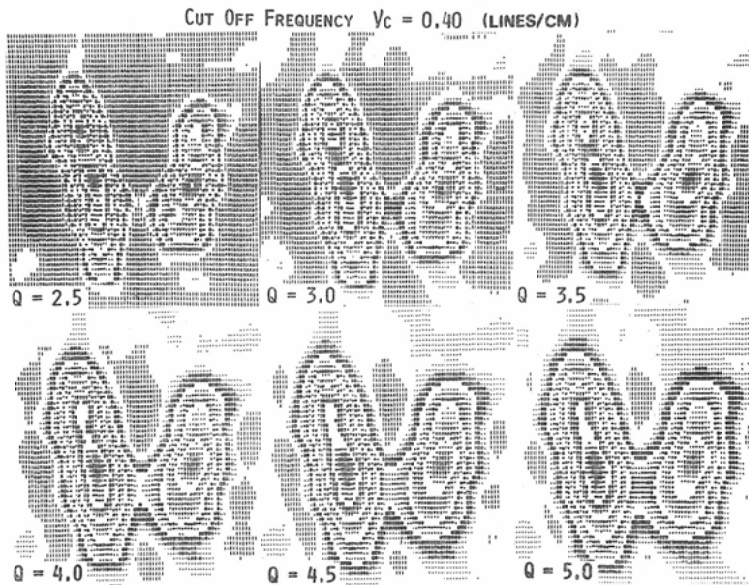 CUT OFF FREQUENCY VC = 0.40 (LINES/CM)
Q = 2.5
Q = 3.0
Q = 3.5
Q = 4.0
Q = 4.5
Q = 5.0